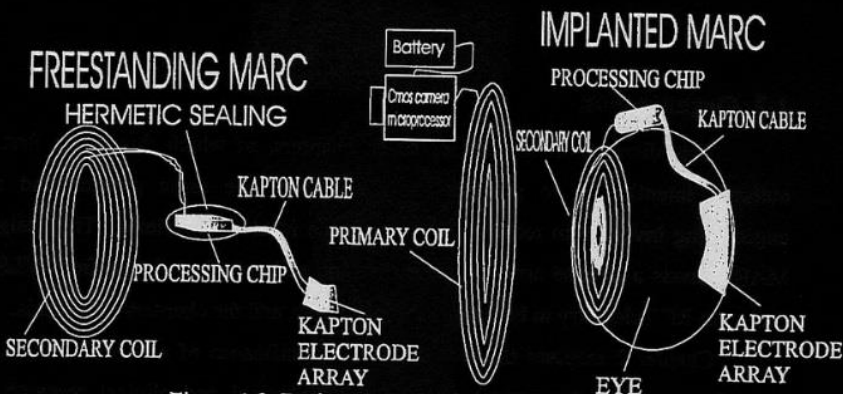 FREESTANDING MARC
HERMETIC SEALING
KAPTON CABLE
PROCESSING CHIP
SECONDARY COIL
KAPTON
ELECTRODE
ARRAY
Battery
Cmos camera
microprocessor
PRIMARY COIL
IMPLANTED MARC
PROCESSING CHIP
SECONDARY COIL
KAPTON CABLE
KAPTON
ELECTRODE
ARRAY
EYE